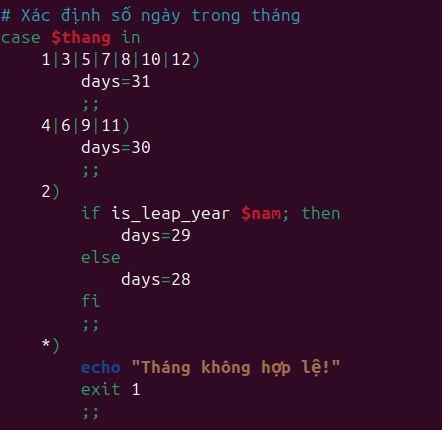 # Xác định số ngày trong tháng
case $thang in
    1|3|5|7|8|10|12)
        days=31
        ;;
    4|6|9|11)
        days=30
        ;;
    2)
        if is_leap_year $nam; then
            days=29
        else
            days=28
        fi
        ;;
    *)
        echo "Tháng không hợp lệ!"
        exit 1
        ;;